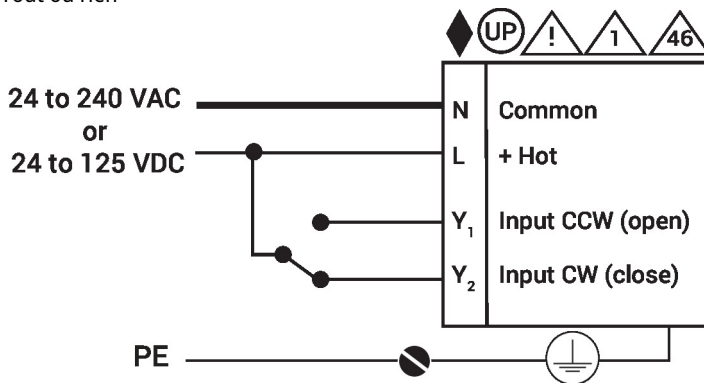 UP ! 1 46
24 to 240 VAC
or
24 to 125 VDC
N Common
L + Hot
Y1 Input CCW (open)
Y2 Input CW (close)
PE